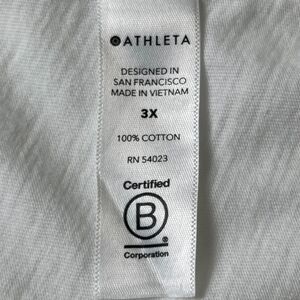 ATHLETA
DESIGNED IN
SAN FRANCISCO
MADE IN VIETNAM
3X
100% COTTON
RN 54023
Certified
B
Corporation